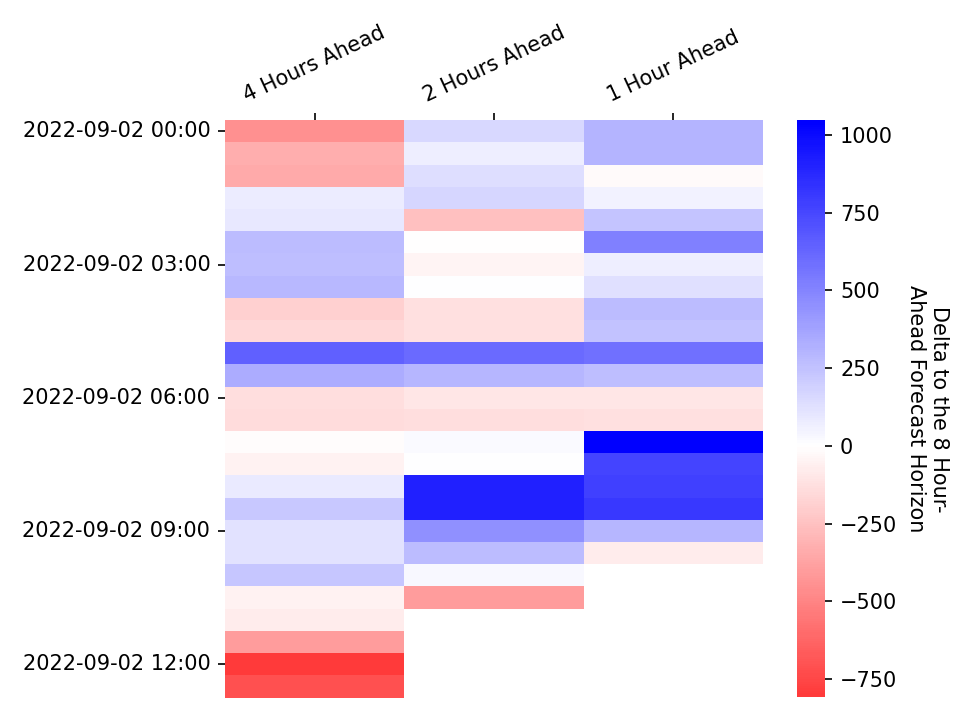 4 Hours Ahead
2 Hours Ahead
1 Hour Ahead
2022-09-02 00:00
2022-09-02 03:00
2022-09-02 06:00
2022-09-02 09:00
2022-09-02 12:00
1000
750
500
250
0
−250
−500
−750
Delta to the 8 Hour-
Ahead Forecast Horizon